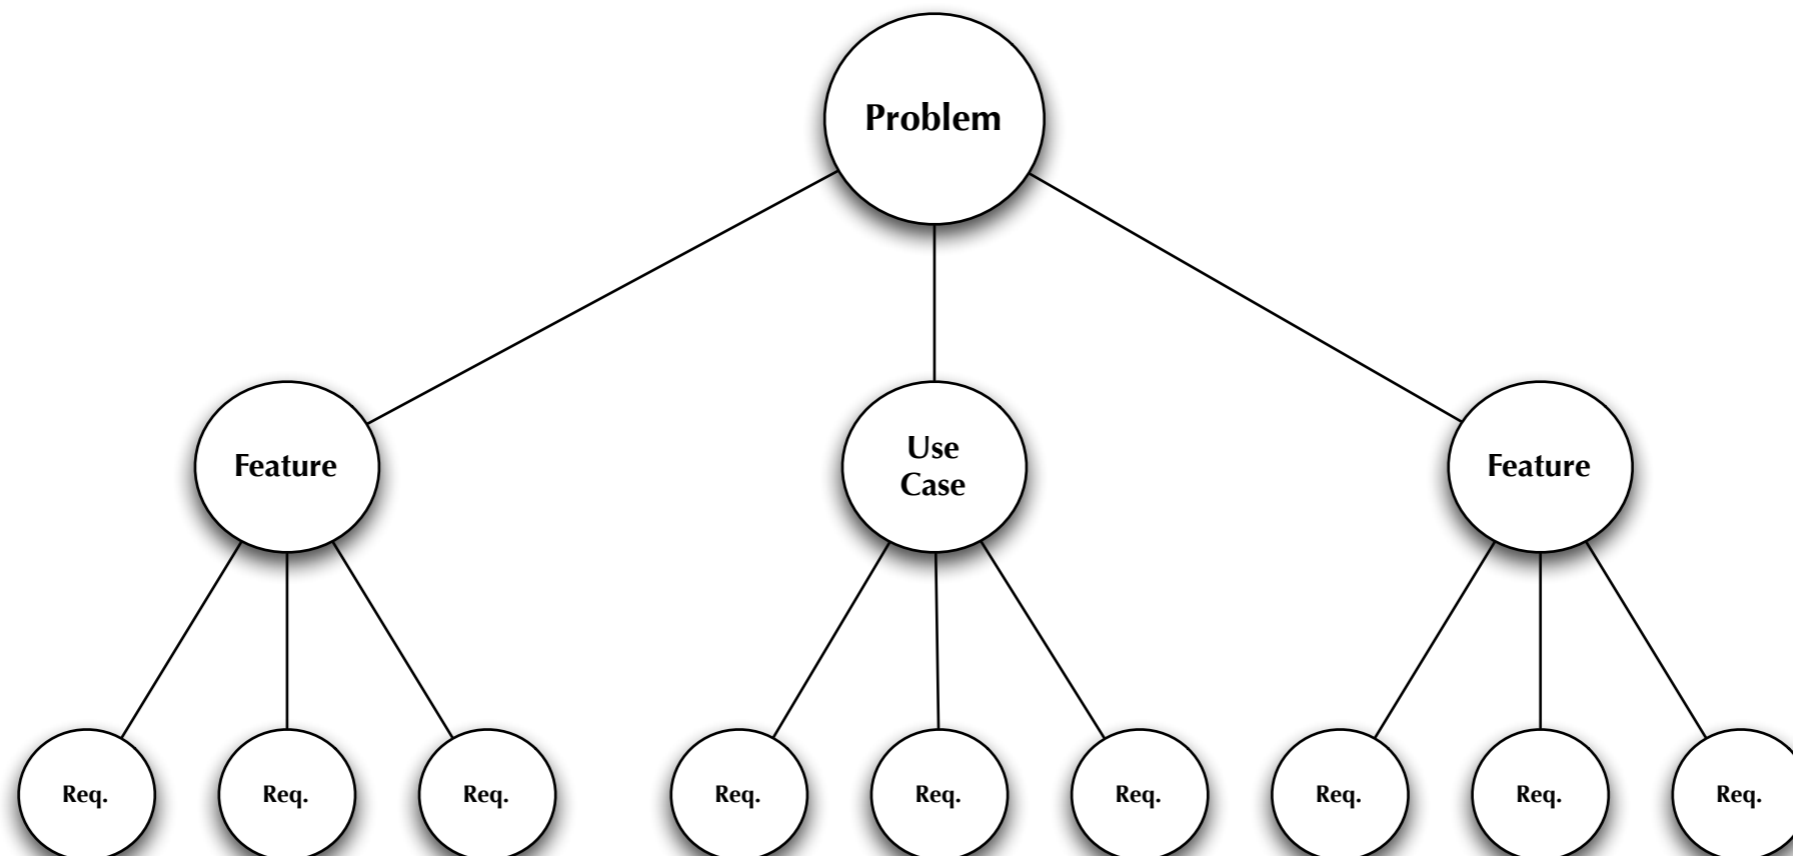 Problem
Feature
Use
Case
Feature
Req.
Req.
Req.
Req.
Req.
Req.
Req.
Req.
Req.